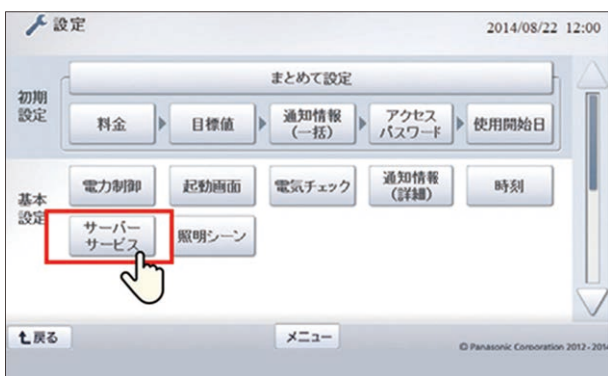 設定
2014/08/22 12:00
まとめて設定
初期
設定
料金
目標値
通知情報
(一括)
アクセス
パスワード
使用開始日
基本
設定
電力制御
起動画面
電気チェック
通知情報
(詳細)
時刻
サーバー
サービス
照明シーン
戻る
メニュー
© Panasonic Corporation 2012-2014